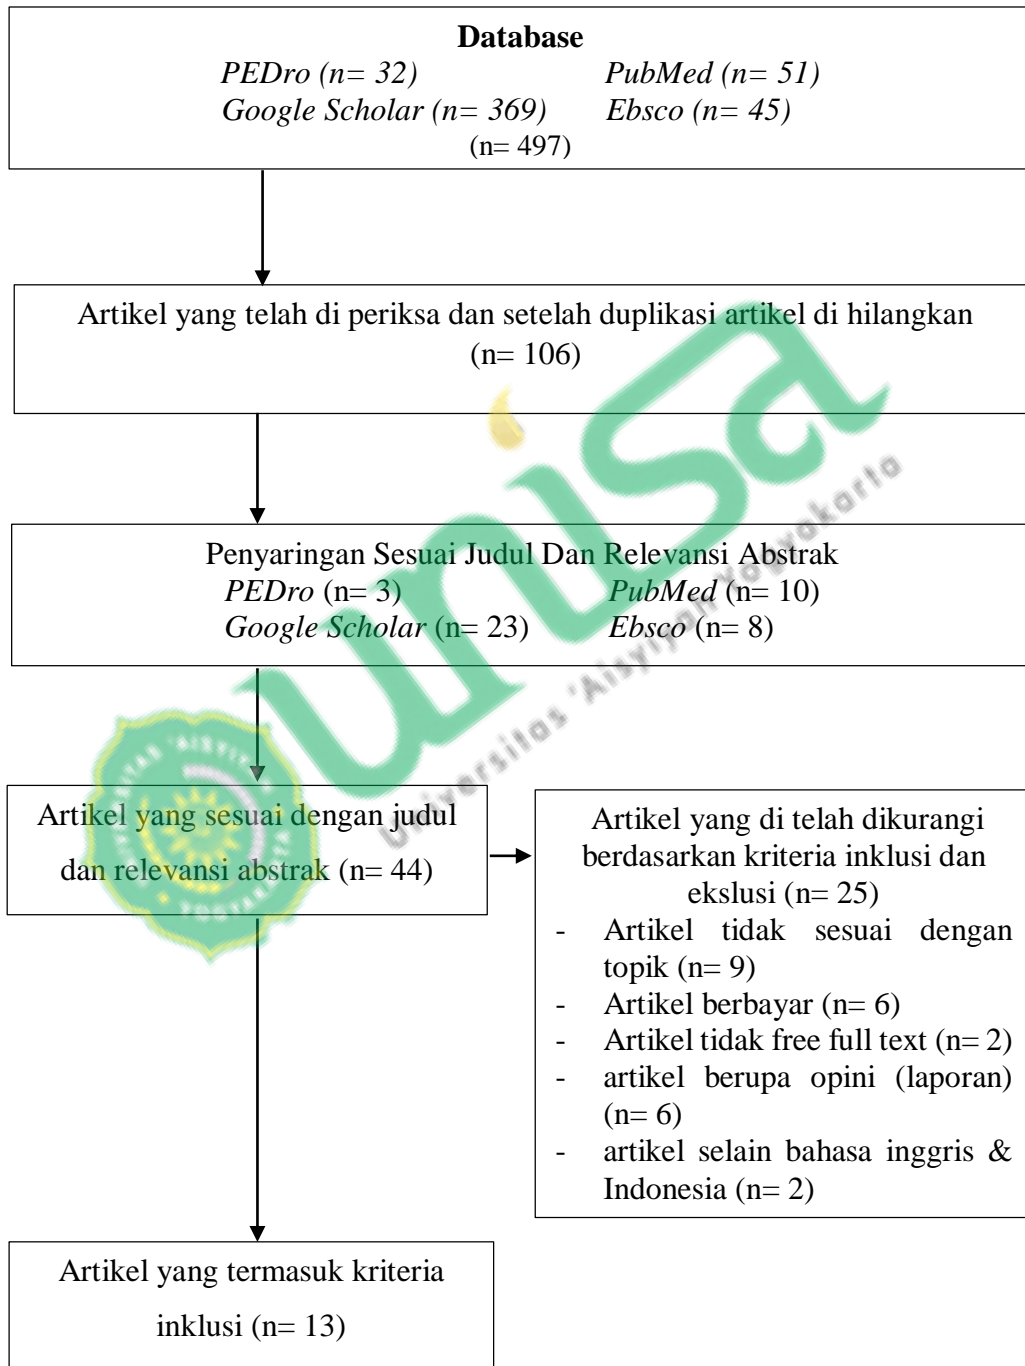 Database
PEDro (n= 32) PubMed (n= 51)
Google Scholar (n= 369) Ebsco (n= 45)
(n= 497)
Artikel yang telah di periksa dan setelah duplikasi artikel di hilangkan
(n= 106)
Penyaringan Sesuai Judul Dan Relevansi Abstrak
PEDro (n= 3) PubMed (n= 10)
Google Scholar (n= 23) Ebsco (n= 8)
Artikel yang sesuai dengan judul
dan relevansi abstrak (n= 44)
Artikel yang di telah dikurangi
berdasarkan kriteria inklusi dan
ekslusi (n= 25)
- Artikel tidak sesuai dengan
topik (n= 9)
- Artikel berbayar (n= 6)
- Artikel tidak free full text (n= 2)
- artikel berupa opini (laporan)
(n= 6)
- artikel selain bahasa inggris &
Indonesia (n= 2)
Artikel yang termasuk kriteria
inklusi (n= 13)
unisa
Universitas 'Aisyiyah Yogyakarta